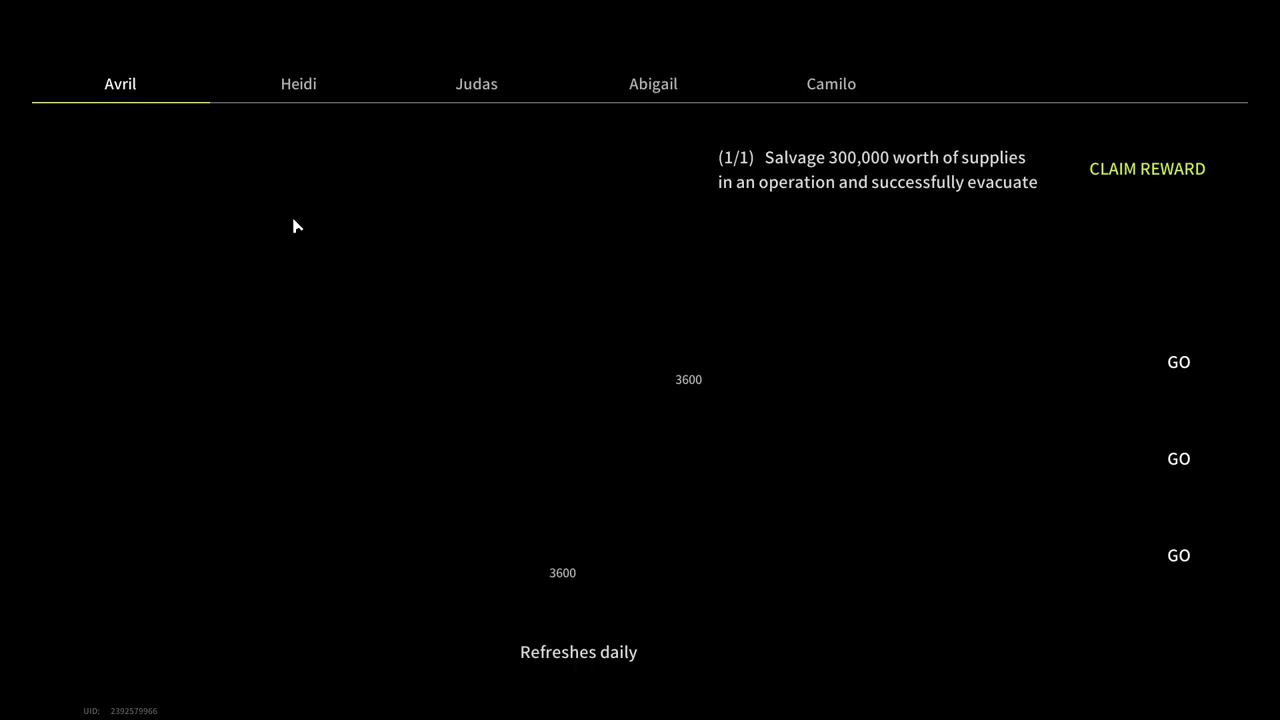 Avril
Heidi
Judas
Abigail
Camilo
(1/1) Salvage 300,000 worth of supplies
in an operation and successfully evacuate
CLAIM REWARD
GO
3600
GO
GO
3600
Refreshes daily
UID: 2392579966